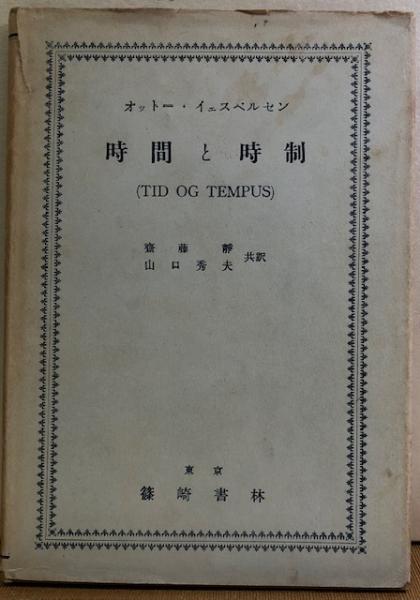 オットー・イェスペルセン
時間と時制
(TID OG TEMPUS)
齋藤靜
山口秀夫
共訳
東京
篠崎書林